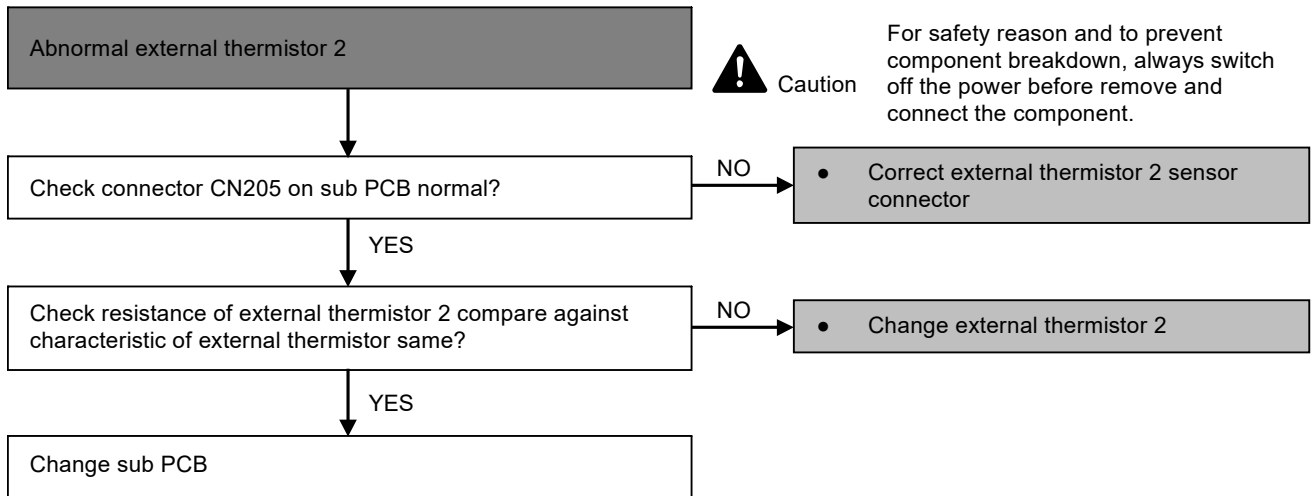 Abnormal external thermistor 2
Caution
For safety reason and to prevent
component breakdown, always switch
off the power before remove and
connect the component.
Check connector CN205 on sub PCB normal?
NO
● Correct external thermistor 2 sensor
connector
YES
Check resistance of external thermistor 2 compare against
characteristic of external thermistor same?
NO
● Change external thermistor 2
YES
Change sub PCB